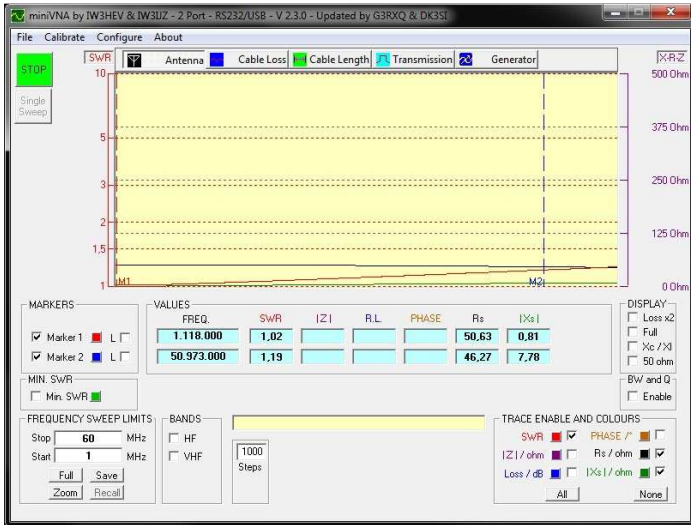 miniVNA by IW3HEV & IW3IJZ - 2 Port - RS232/USB - V 2.3.0 - Updated by G3RXQ & DK3SI
File Calibrate Configure About
STOP
Single Sweep
SWR Antenna Cable Loss Cable Length Transmission Generator X-R-Z
10 500 Ohm
375 Ohm
5
3 250 Ohm
2
125 Ohm
1,5
1 M1 M2 0 Ohm
MARKERS VALUES DISPLAY
FREQ. SWR |Z| R.L. PHASE Rs |Xs|
Marker 1 L 1.118.000 1,02 50,63 0,81
Marker 2 L 50.973.000 1,19 46,27 7,78
Loss x2
Full
Xc / Xl
50 ohm
MIN. SWR BW and Q
Min. SWR Enable
FREQUENCY SWEEP LIMITS BANDS TRACE ENABLE AND COLOURS
Stop 60 MHz HF SWR PHASE /°
Start 1 MHz VHF 1000 |Z| / ohm Rs / ohm
Steps
Full Save Loss / dB |Xs| / ohm
Zoom Recall All None